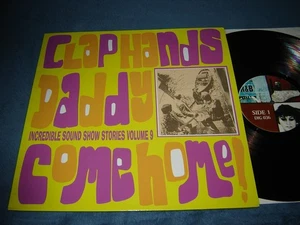 Clap Hands
Daddy
INCREDIBLE SOUND SHOW STORIES VOLUME 9
Come home!
SIDE 1